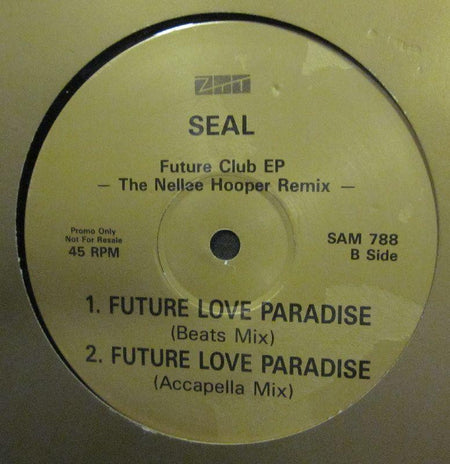 ZTT
SEAL
Future Club EP
— The Nellee Hooper Remix —
Promo Only
Not For Resale
45 RPM
SAM 788
B Side
1. FUTURE LOVE PARADISE
(Beats Mix)
2. FUTURE LOVE PARADISE
(Accapella Mix)